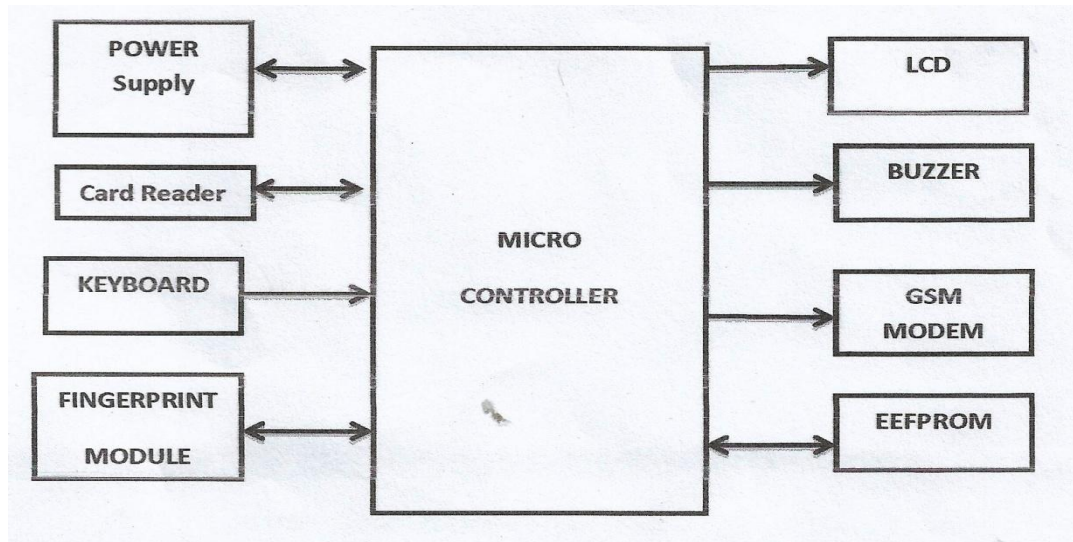 POWER
Supply
Card Reader
KEYBOARD
FINGERPRINT
MODULE
MICRO
CONTROLLER
LCD
BUZZER
GSM
MODEM
EEFPROM